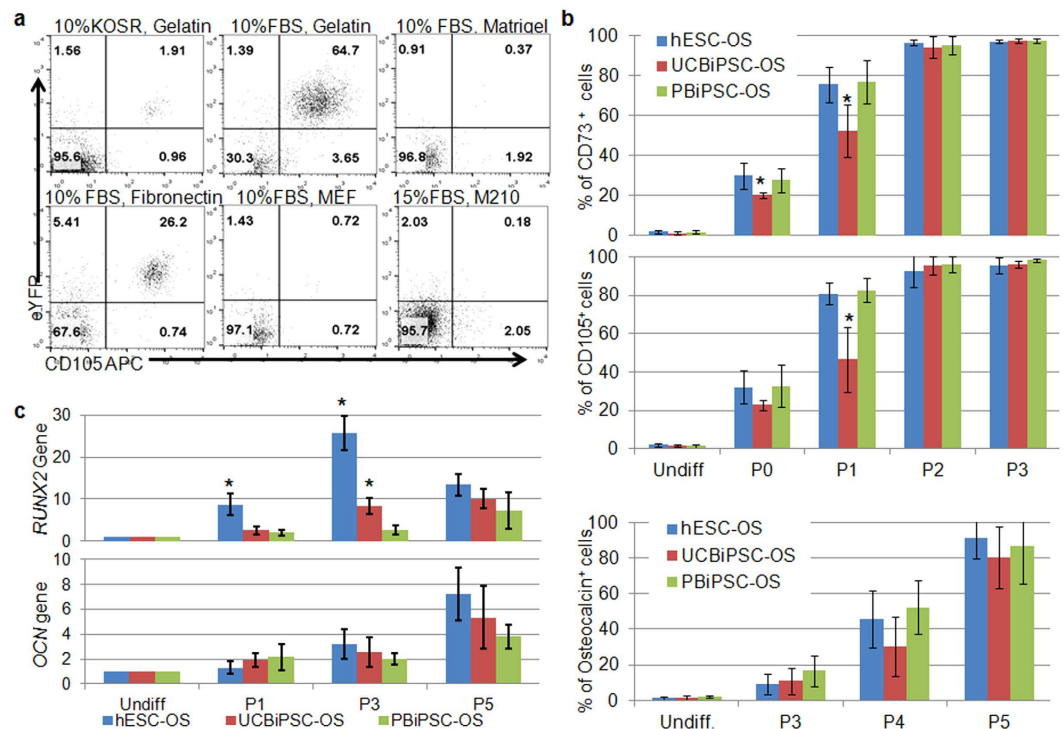 a
10%KOSR, Gelatin 10%FBS, Gelatin 10% FBS, Matrigel
1.56 1.91 1.39 64.7 0.91 0.37
95.6 0.96 30.3 3.65 96.8 1.92
10% FBS, Fibronectin 10% FBS, MEF 15%FBS, M210
5.41 26.2 1.43 0.72 2.03 0.18
67.6 0.74 97.1 0.72 95.7 2.05
eYFP
CD105 APC
b
% of CD73+ cells
100
80
60
40
20
0
hESC-OS
UCBiPSC-OS
PBiPSC-OS
* *
% of CD105+ cells
100
80
60
40
20
0
*
Undiff P0 P1 P2 P3
% of Osteocalcin+ cells
100
80
60
40
20
0
hESC-OS
UCBiPSC-OS
PBiPSC-OS
Undiff. P3 P4 P5
c
RUNX2 Gene
30
20
10
0
* * *
OCN gene
8
6
4
2
0
Undiff P1 P3 P5
hESC-OS UCBiPSC-OS PBiPSC-OS